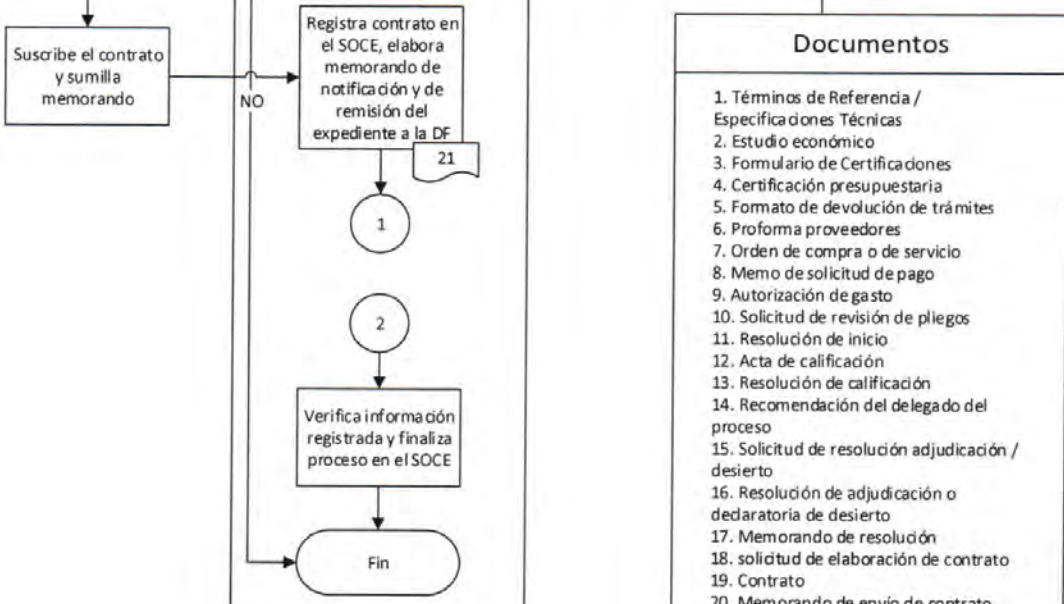 Suscribe el contrato
y sumilla
memorando
NO
Registra contrato en
el SOCE, elabora
memorando de
notificación y de
remisión del
expediente a la DF
21
1
2
Verifica información
registrada y finaliza
proceso en el SOCE
Fin
Documentos
1. Términos de Referencia /
Especificaciones Técnicas
2. Estudio económico
3. Formulario de Certificaciones
4. Certificación presupuestaria
5. Formato de devolución de trámites
6. Proforma proveedores
7. Orden de compra o de servicio
8. Memo de solicitud de pago
9. Autorización de gasto
10. Solicitud de revisión de pliegos
11. Resolución de inicio
12. Acta de calificación
13. Resolución de calificación
14. Recomendación del delegado del
proceso
15. Solicitud de resolución adjudicación /
desierto
16. Resolución de adjudicación o
declaratoria de desierto
17. Memorando de resolución
18. solicitud de elaboración de contrato
19. Contrato
20. Memorando de envío de contrato